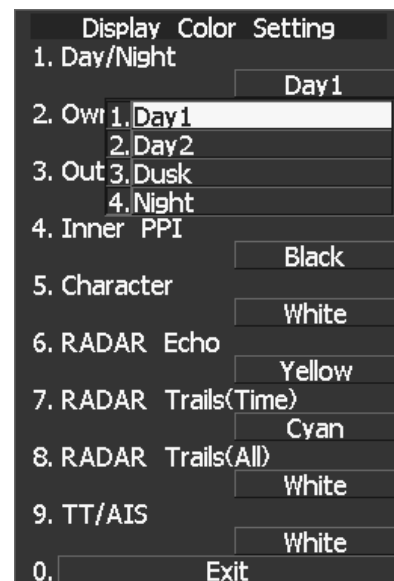 Display Color Setting
1. Day/Night
Day1
2. Own
1. Day1
2. Day2
3. Out
3. Dusk
4. Night
4. Inner PPI
Black
5. Character
White
6. RADAR Echo
Yellow
7. RADAR Trails(Time)
Cyan
8. RADAR Trails(All)
White
9. TT/AIS
White
0. Exit